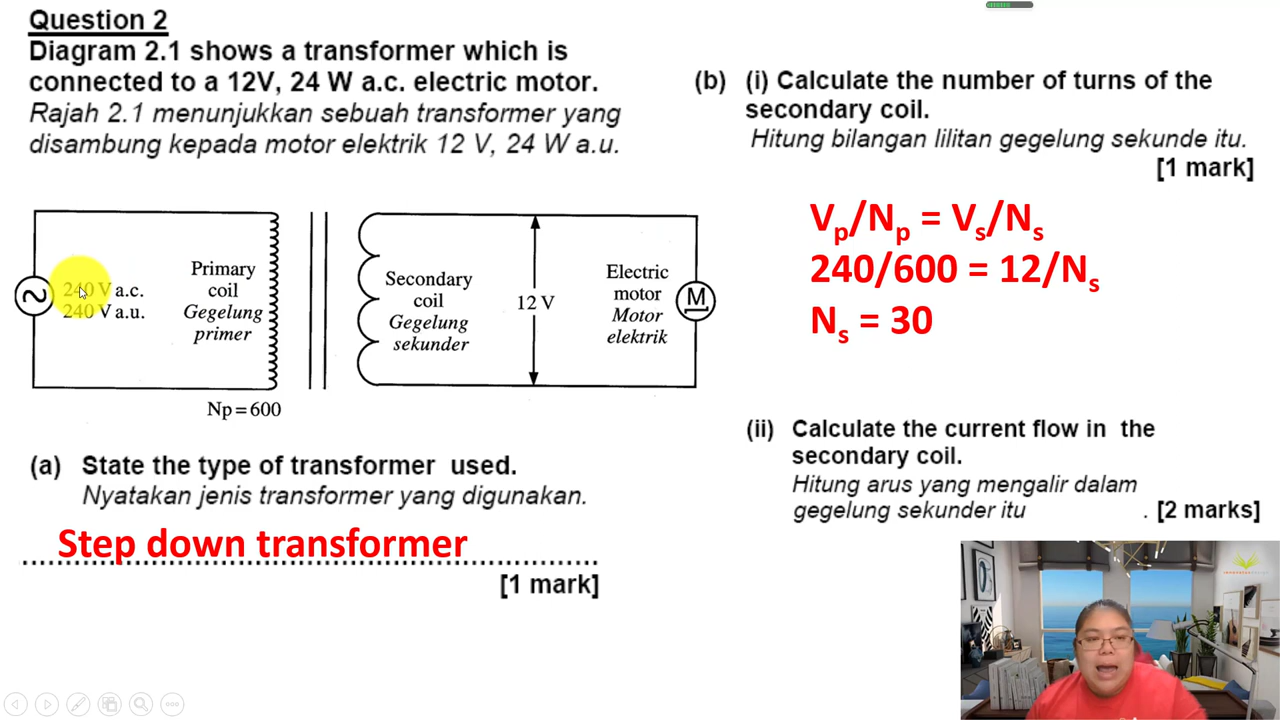 Question 2
Diagram 2.1 shows a transformer which is
connected to a 12V, 24 W a.c. electric motor.
Rajah 2.1 menunjukkan sebuah transformer yang
disambung kepada motor elektrik 12 V, 24 W a.u.
240 V a.c.
240 V a.u.
Primary
coil
Gegelung
primer
Np = 600
Secondary
coil
Gegelung
sekunder
12 V
Electric
motor
Motor
elektrik
M
(a) State the type of transformer used.
Nyatakan jenis transformer yang digunakan.
Step down transformer
[1 mark]
(b) (i) Calculate the number of turns of the
secondary coil.
Hitung bilangan lilitan gegelung sekunde itu.
[1 mark]
Vp/Np = Vs/Ns
240/600 = 12/Ns
Ns = 30
(ii) Calculate the current flow in the
secondary coil.
Hitung arus yang mengalir dalam
gegelung sekunder itu . [2 marks]